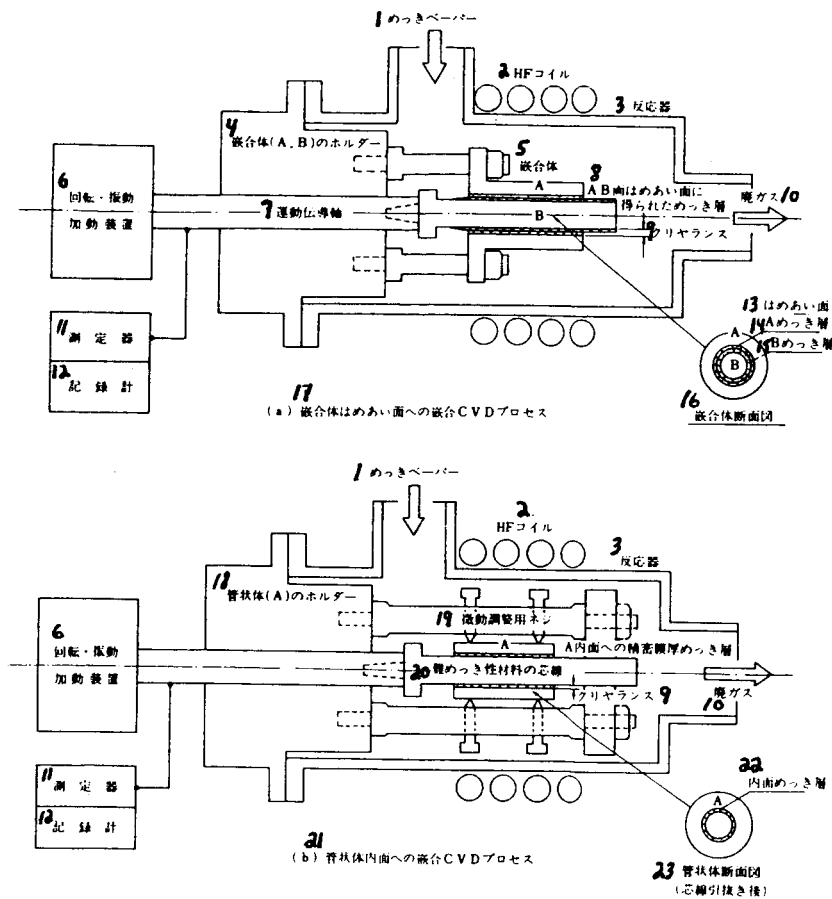 1 めっきベーパー
2 HFコイル
3 反応器
4
嵌合体(A,B)のホルダー
5
嵌合体
A
8
AB両はめあい面に
得られためっき層
6
回転・振動
加動装置
7 運動伝導軸
B
9
クリヤランス
廃ガス 10
11
測定器
12
記録計
13 はめあい面
14 Aめっき層
A
15 Bめっき層
B
16
嵌合体断面図
17
(a) 嵌合体はめあい面への嵌合CVDプロセス
1 めっきベーパー
2
HFコイル
3
反応器
18
管状体(A)のホルダー
19 微動調整用ネジ
A
A内面への精密膜厚めっき層
6
回転・振動
加動装置
20 難めっき性材料の芯線
クリヤランス 9
廃ガス
10
11
測定器
12
記録計
22
内面めっき層
A
21
(b) 管状体内面への嵌合CVDプロセス
23 管状体断面図
(芯線引抜き後)